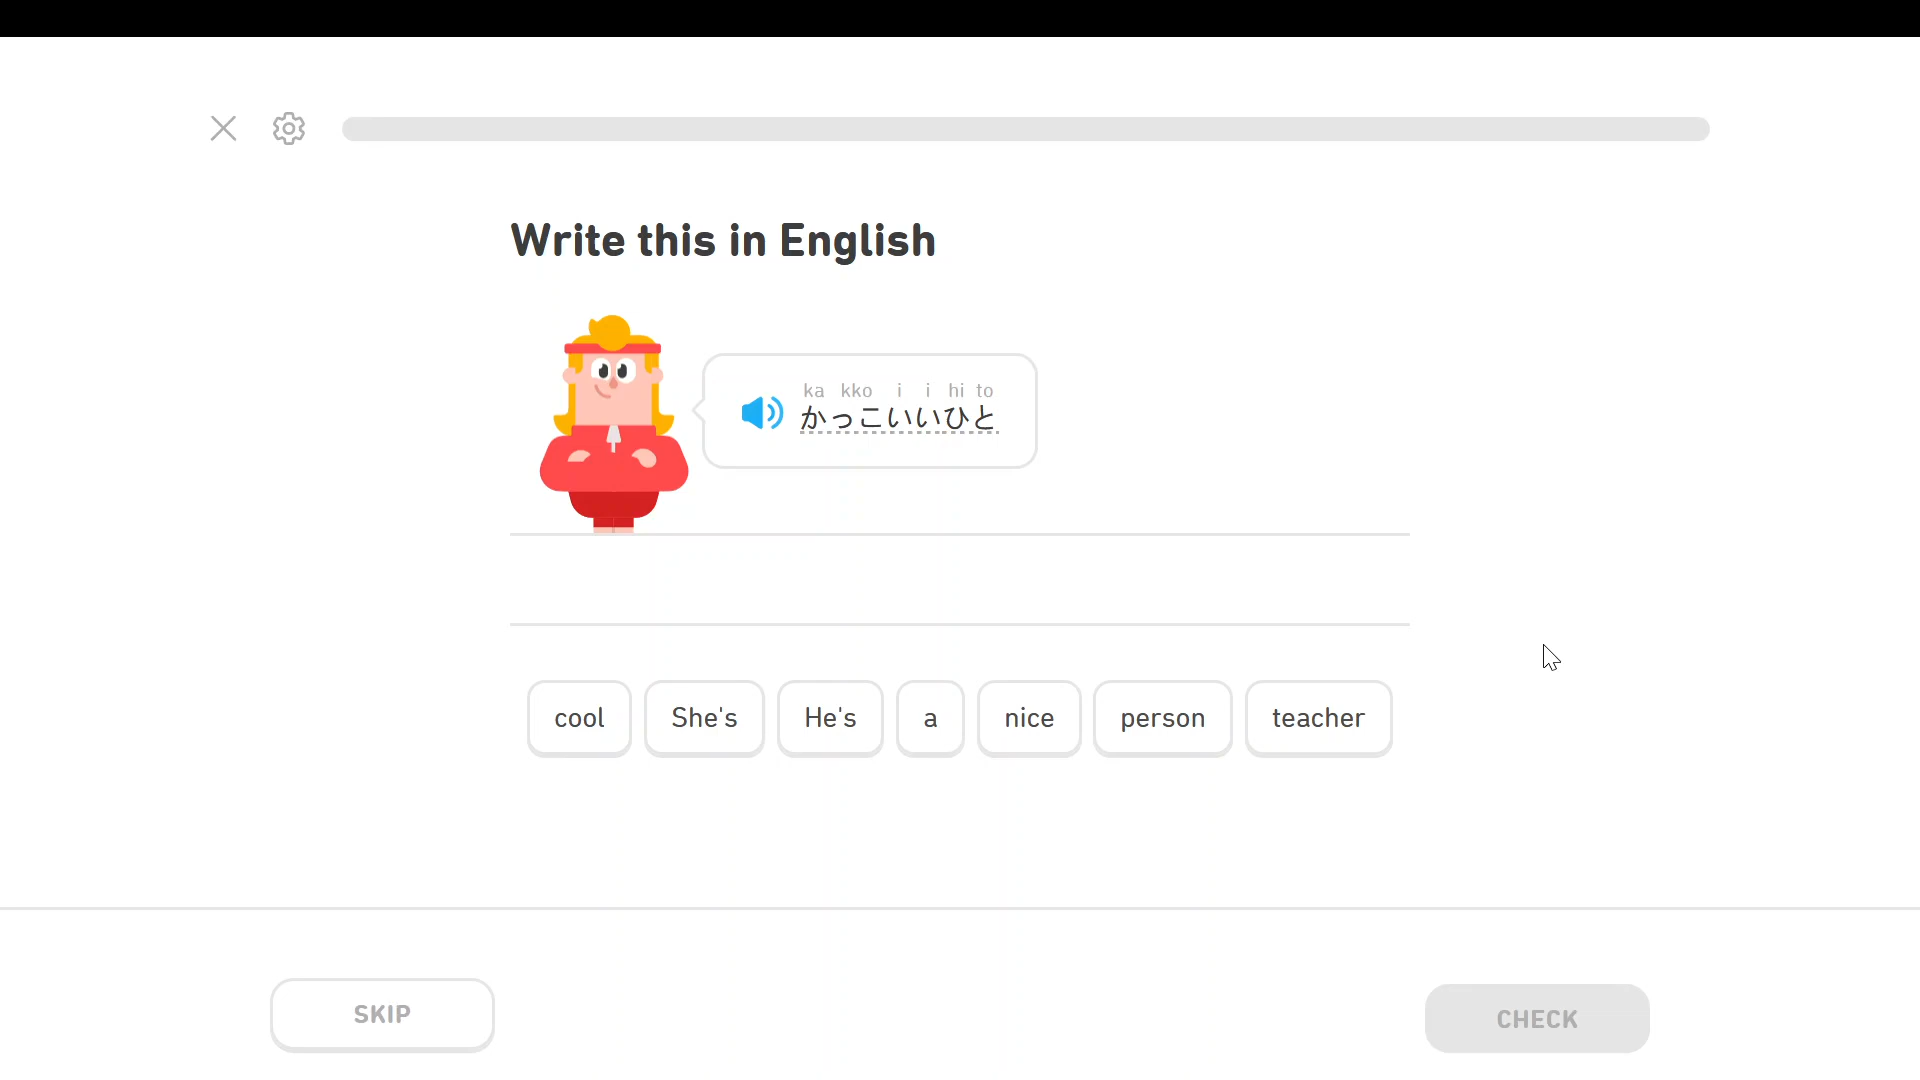 Write this in English
ka kko i i hi to
かっこいいひと
cool She's He's a nice person teacher
SKIP CHECK